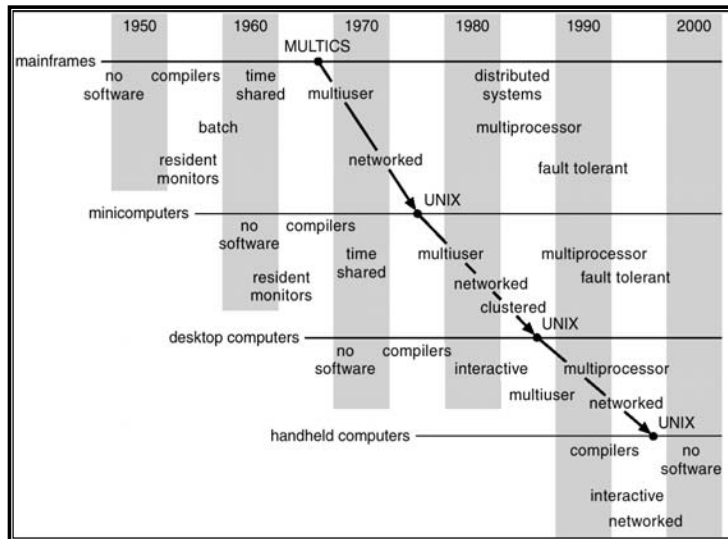 1950 1960 1970 1980 1990 2000
MULTICS
mainframes
no compilers time distributed
software shared multiuser systems
batch multiprocessor
resident networked fault tolerant
monitors
UNIX
minicomputers
no compilers
software
time multiuser multiprocessor
shared
resident networked fault tolerant
monitors
clustered
UNIX
desktop computers
no compilers
software interactive multiprocessor
multiuser
networked
UNIX
handheld computers
compilers no
software
interactive
networked